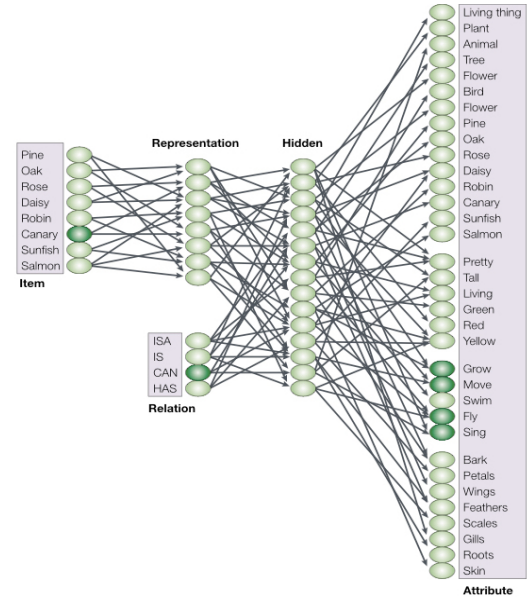 Living thing
Plant
Animal
Tree
Flower
Bird
Flower
Pine
Oak
Rose
Daisy
Robin
Canary
Sunfish
Salmon
Pretty
Tall
Living
Green
Red
Yellow
Grow
Move
Swim
Fly
Sing
Bark
Petals
Wings
Feathers
Scales
Gills
Roots
Skin
Attribute
Representation
Hidden
Pine
Oak
Rose
Daisy
Robin
Canary
Sunfish
Salmon
Item
ISA
IS
CAN
HAS
Relation